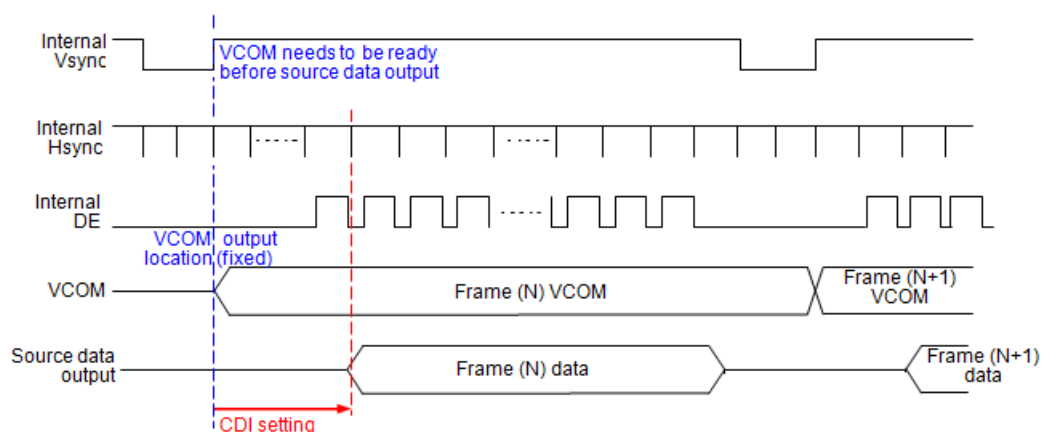 Internal
Vsync
VCOM needs to be ready
before source data output
Internal
Hsync
Internal
DE
VCOM output
location (fixed)
VCOM
Frame (N) VCOM
Frame (N+1)
VCOM
Source data
output
Frame (N) data
Frame (N+1)
data
CDI setting